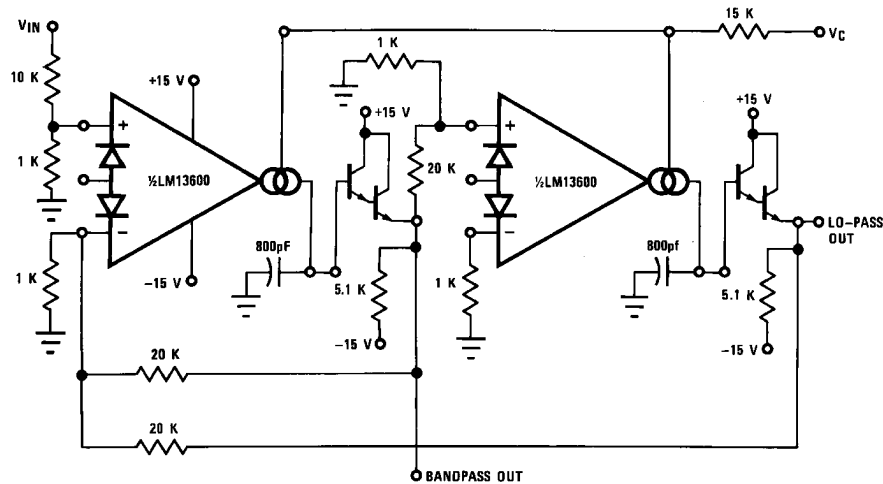 VIN
15 K
VC
1 K
10 K
+15 V
+15 V
+15 V
+
+
1 K
½LM13600
20 K
½LM13600
−
−
LO–PASS
OUT
800pF
800pf
1 K
−15 V
5.1 K
1 K
5.1 K
−15 V
−15 V
20 K
20 K
BANDPASS OUT